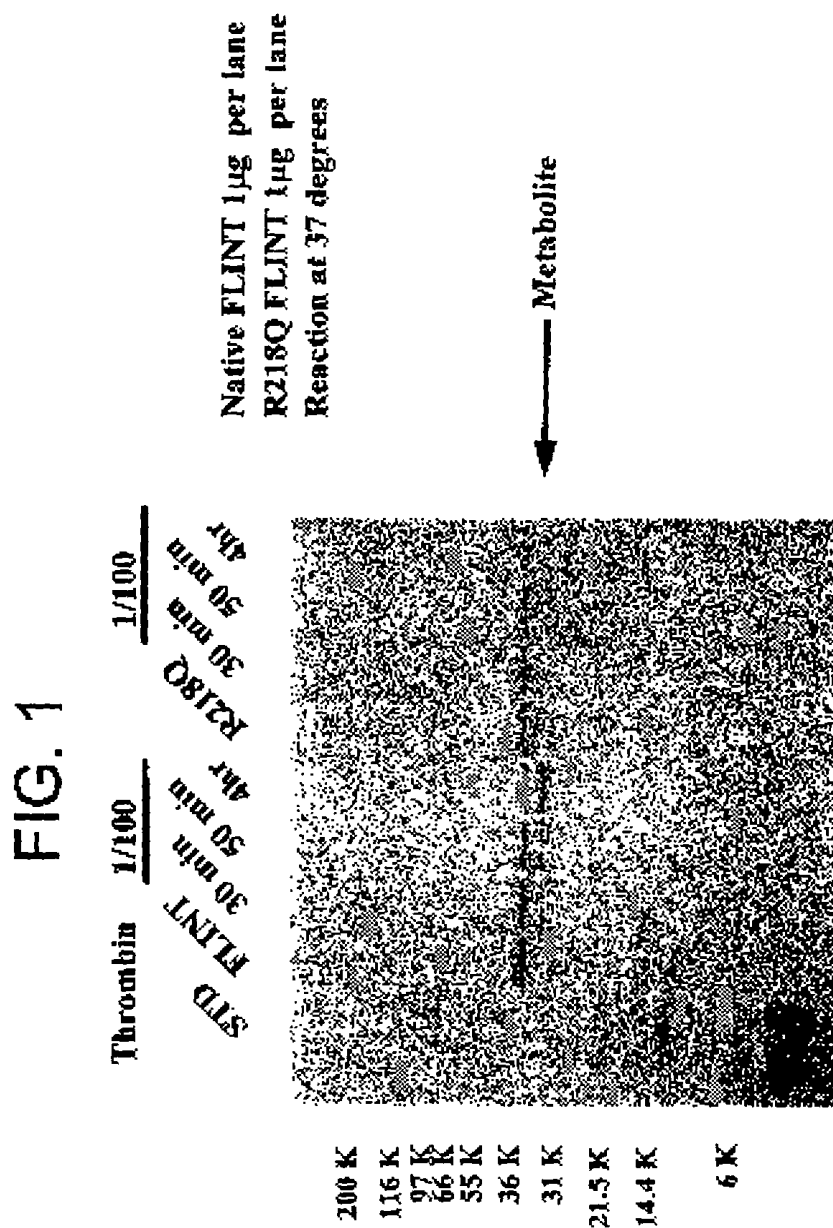 FIG. 1
Thrombin
1/100
1/100
STD
FLINT
30 min
50 min
4hr
R218Q
30 min
50 min
4hr
Native FLINT 1µg per lane
R218Q FLINT 1µg per lane
Reaction at 37 degrees
200 K
116 K
97 K
66 K
55 K
36 K
31 K
21.5 K
14.4 K
6 K
Metabolite